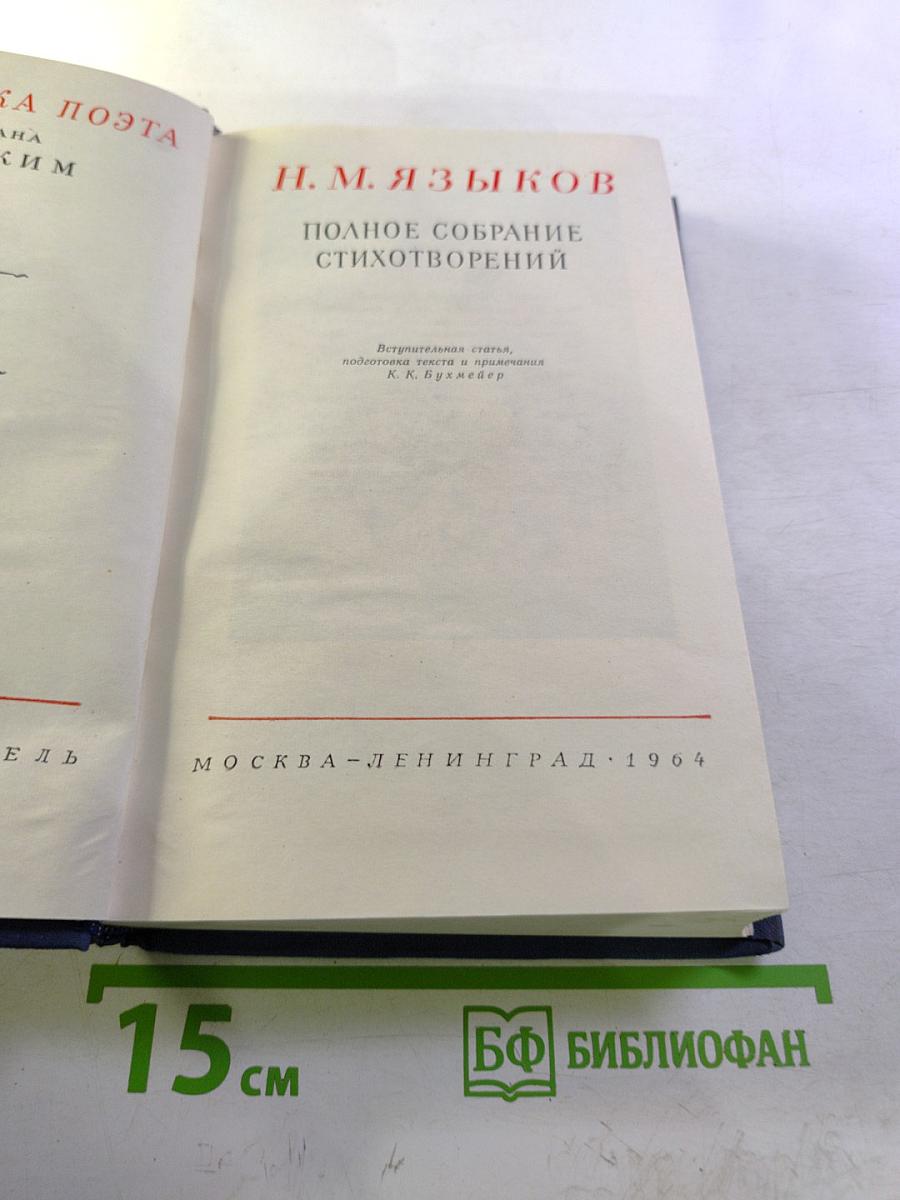 КА ПОЭТА
АНА
КИМ
ЕЛЬ
Н. М. ЯЗЫКОВ
ПОЛНОЕ СОБРАНИЕ
СТИХОТВОРЕНИЙ
Вступительная статья,
подготовка текста и примечания
К. К. Бухмейер
МОСКВА–ЛЕНИНГРАД · 1964
15 см
БФ БИБЛИОФАН